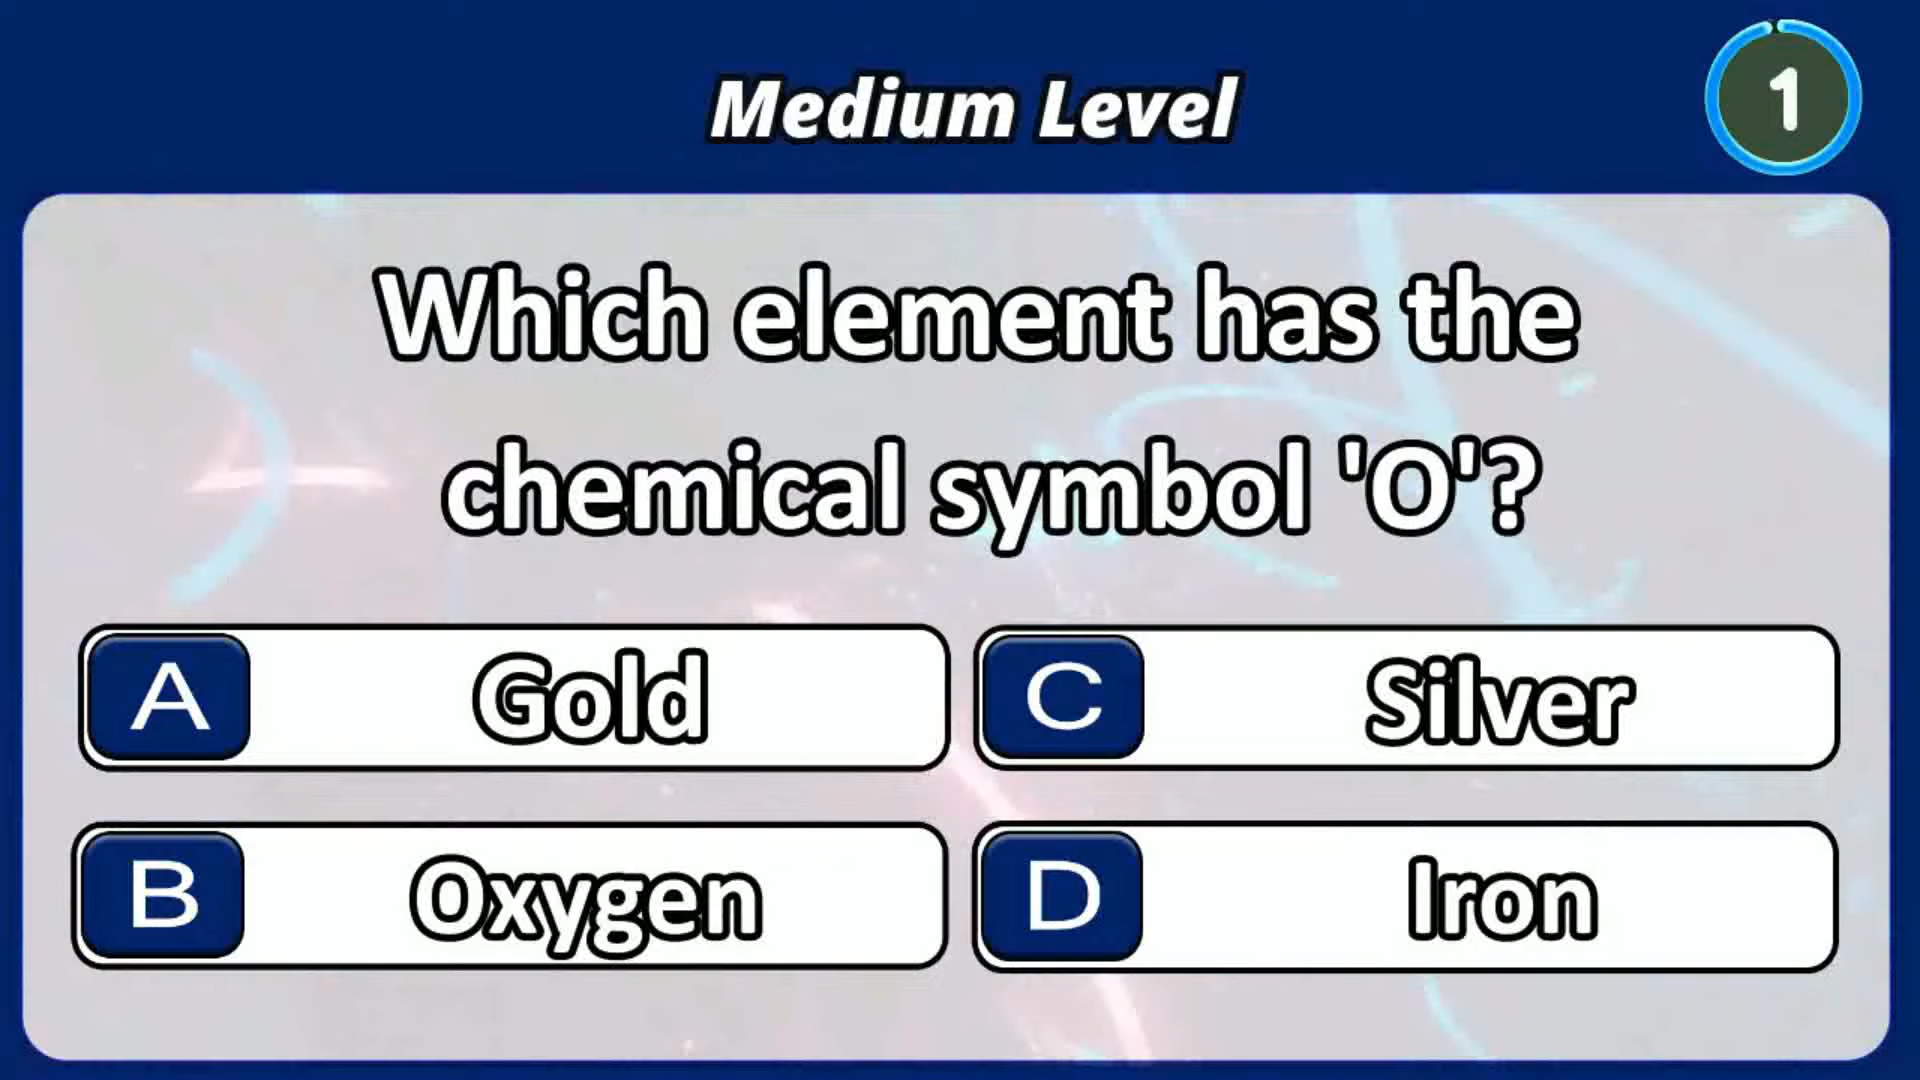 Medium Level
1
Which element has the
chemical symbol 'O'?
A Gold
C Silver
B Oxygen
D Iron